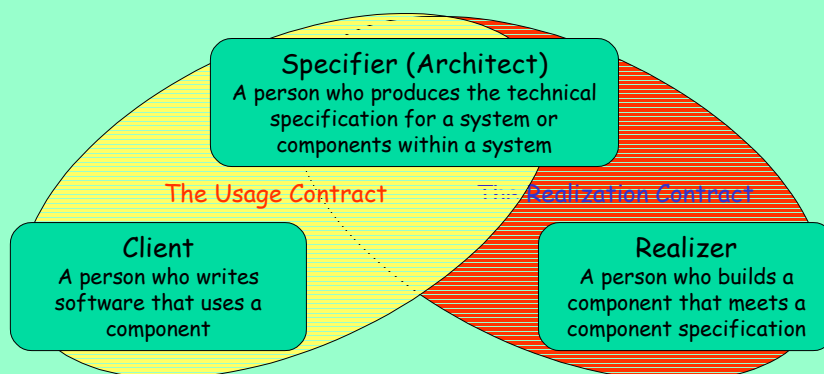 Specifier (Architect)
A person who produces the technical
specification for a system or
components within a system
The Usage Contract
The Realization Contract
Client
A person who writes
software that uses a
component
Realizer
A person who builds a
component that meets a
component specification